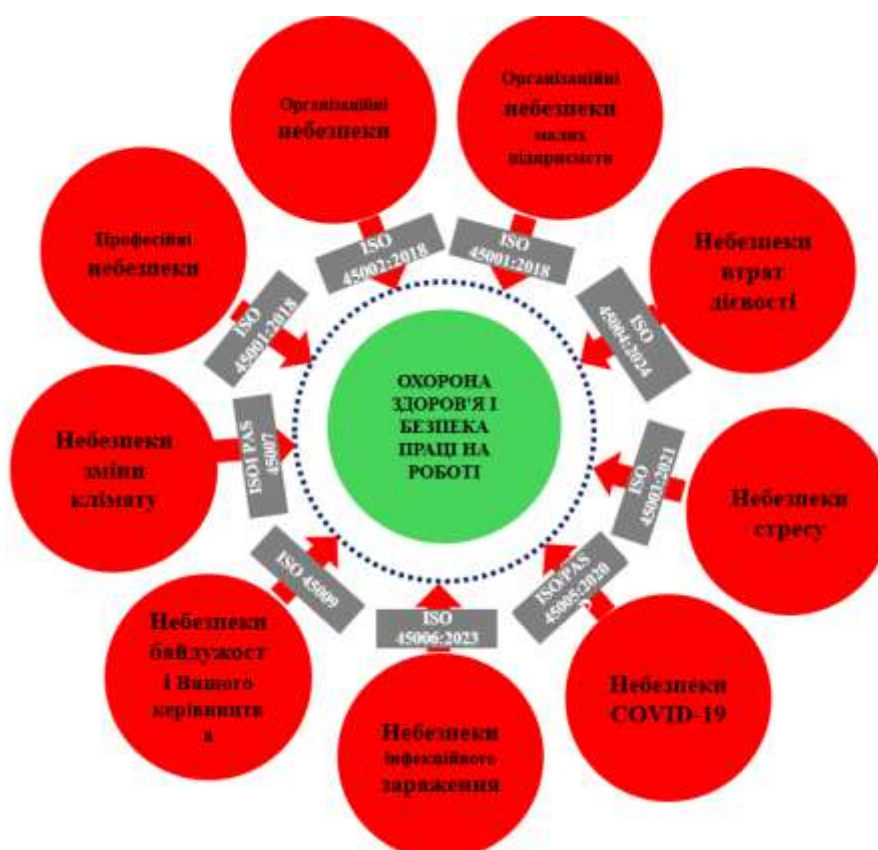 Організаційні
небезпеки
Організаційні
небезпеки
малих
підприємств
Небезпеки
втрат
дієвості
Небезпеки
стресу
Небезпеки
COVID-19
Небезпеки
інфекційного
зараження
Небезпеки
байдужост
і Вашого
керівництв
а
Небезпеки
зміни
клімату
Професійні
небезпеки
ISO
45002:2018
ISO
45001:2018
ISO
45004:2024
ISO
45003:2021
ISO/PAS
45005:2020
ISO
45006:2023
ISO 45009
ISO/ PAS
45007
ISO
45001:2018
ОХОРОНА
ЗДОРОВ'Я І
БЕЗПЕКА
ПРАЦІ НА
РОБОТІ